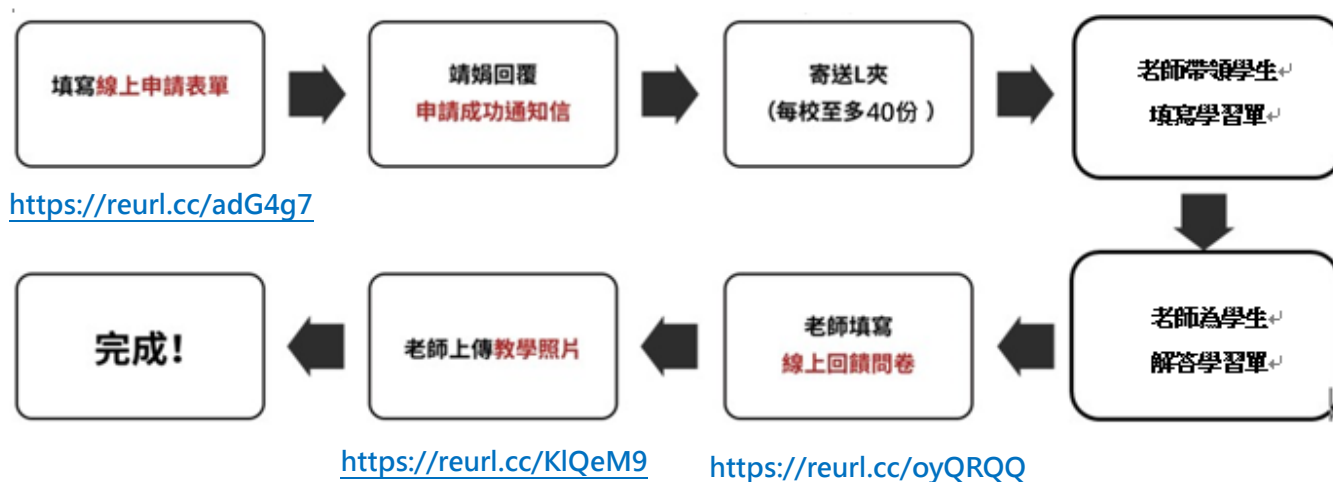 填寫線上申請表單
https://reurl.cc/adG4g7
靖娟回覆
申請成功通知信
寄送L夾
（每校至多40份 ）
老師帶領學生↵
填寫學習單↵
老師為學生↵
解答學習單↵
老師填寫
線上回饋問卷
https://reurl.cc/oyQRQQ
老師上傳教學照片
https://reurl.cc/KlQeM9
完成！